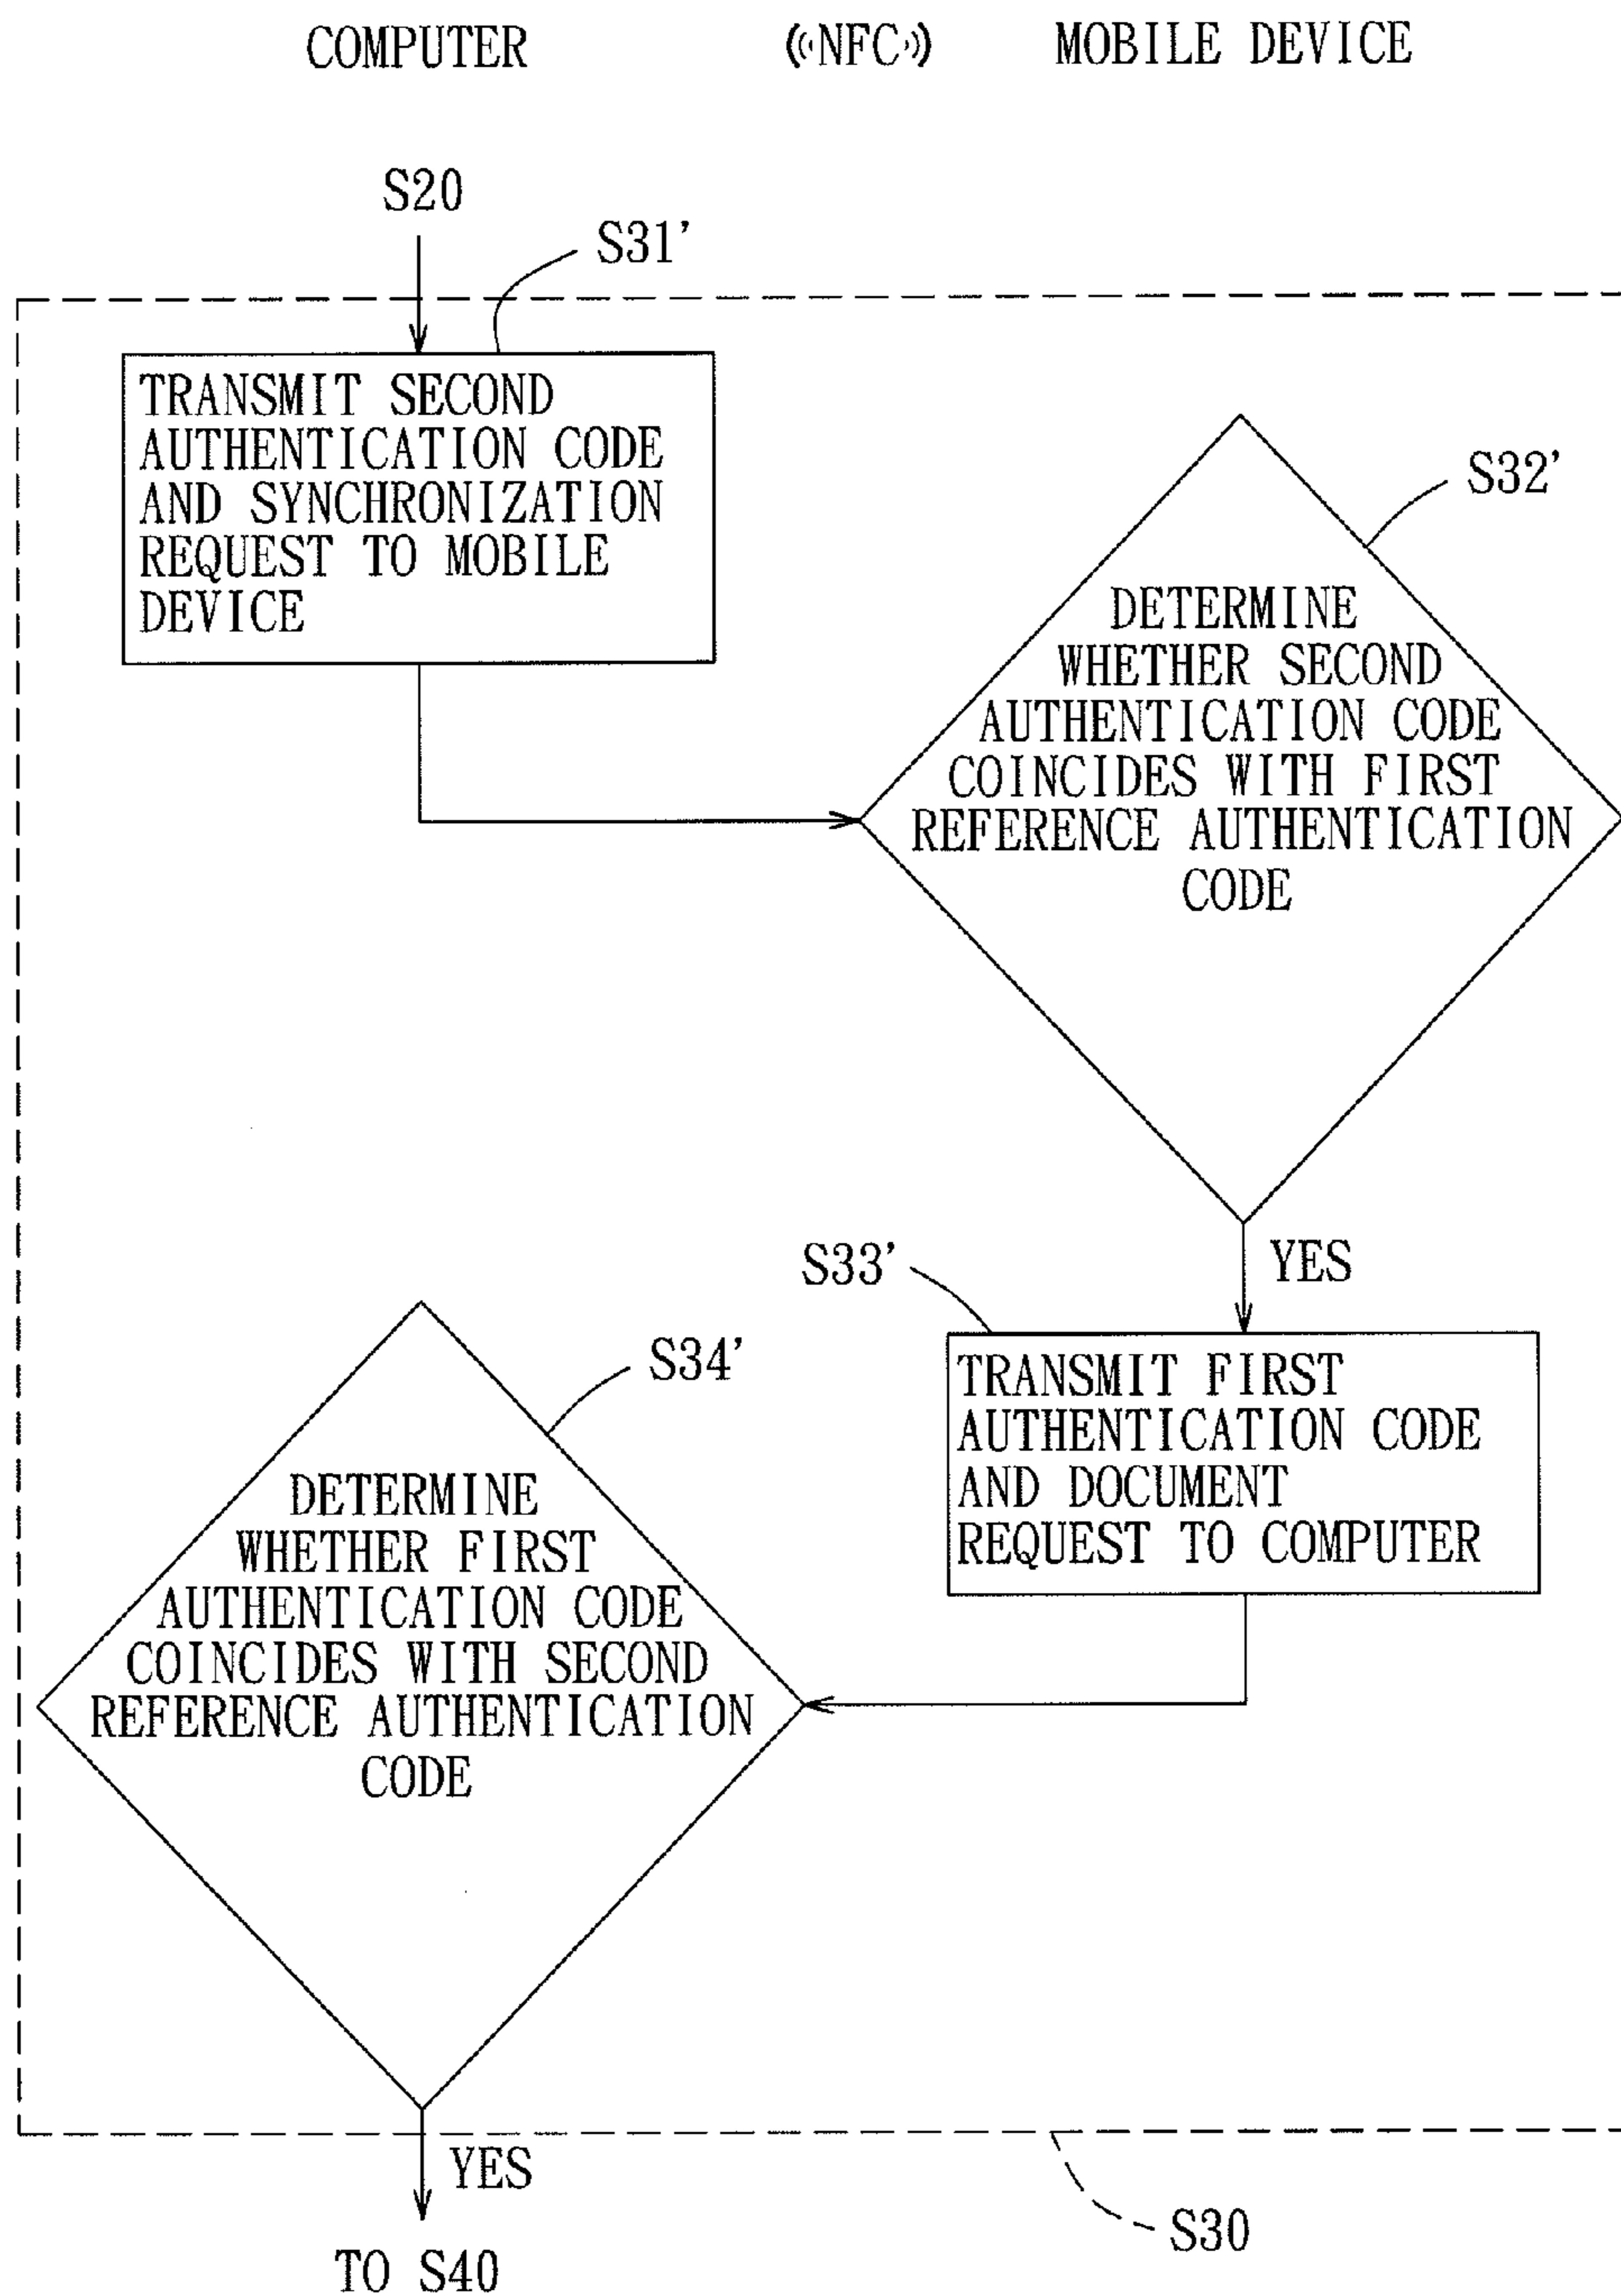 COMPUTER
((·NFC·))
MOBILE DEVICE
S20
S31'
TRANSMIT SECOND
AUTHENTICATION CODE
AND SYNCHRONIZATION
REQUEST TO MOBILE
DEVICE
S32'
DETERMINE
WHETHER SECOND
AUTHENTICATION CODE
COINCIDES WITH FIRST
REFERENCE AUTHENTICATION
CODE
YES
S33'
TRANSMIT FIRST
AUTHENTICATION CODE
AND DOCUMENT
REQUEST TO COMPUTER
S34'
DETERMINE
WHETHER FIRST
AUTHENTICATION CODE
COINCIDES WITH SECOND
REFERENCE AUTHENTICATION
CODE
YES
S30
TO S40